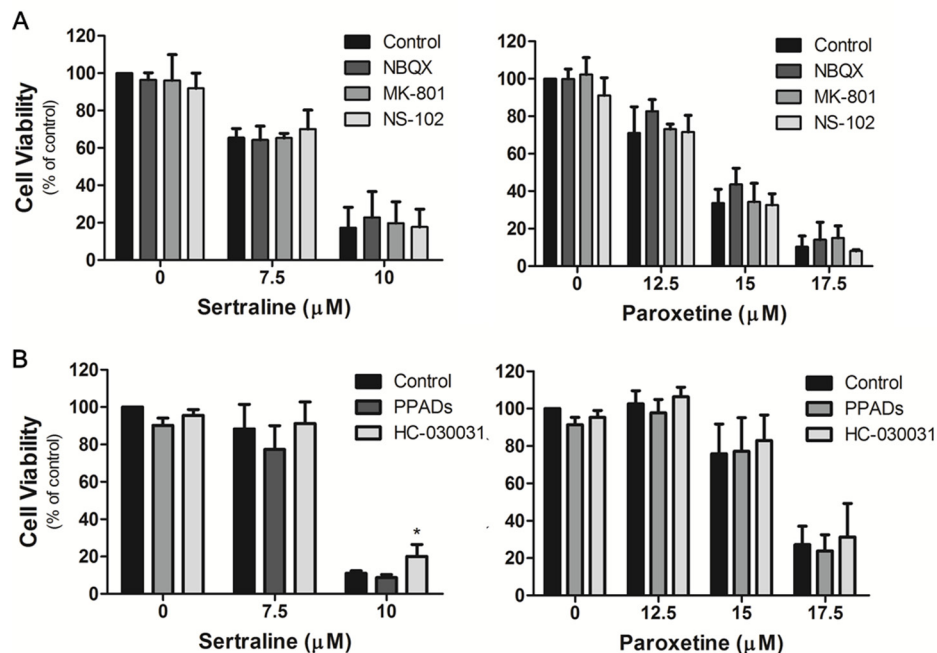 A
Cell Viability
(% of control)
120
100
80
60
40
20
0
Control
NBQX
MK-801
NS-102
0
7.5
10
Sertraline (μM)
120
100
80
60
40
20
0
Control
NBQX
MK-801
NS-102
0
12.5
15
17.5
Paroxetine (μM)
B
Cell Viability
(% of control)
120
100
80
60
40
20
0
Control
PPADs
HC-030031
*
0
7.5
10
Sertraline (μM)
120
100
80
60
40
20
0
Control
PPADs
HC-030031
0
12.5
15
17.5
Paroxetine (μM)